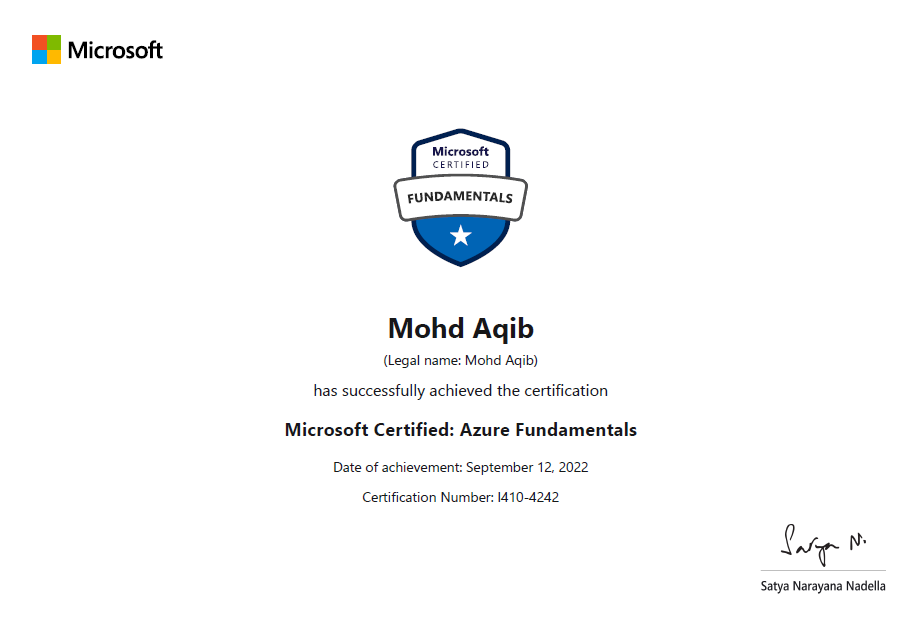 Microsoft
Microsoft
CERTIFIED
FUNDAMENTALS
Mohd Aqib
(Legal name: Mohd Aqib)
has successfully achieved the certification
Microsoft Certified: Azure Fundamentals
Date of achievement: September 12, 2022
Certification Number: I410-4242
Satya N.
Satya Narayana Nadella